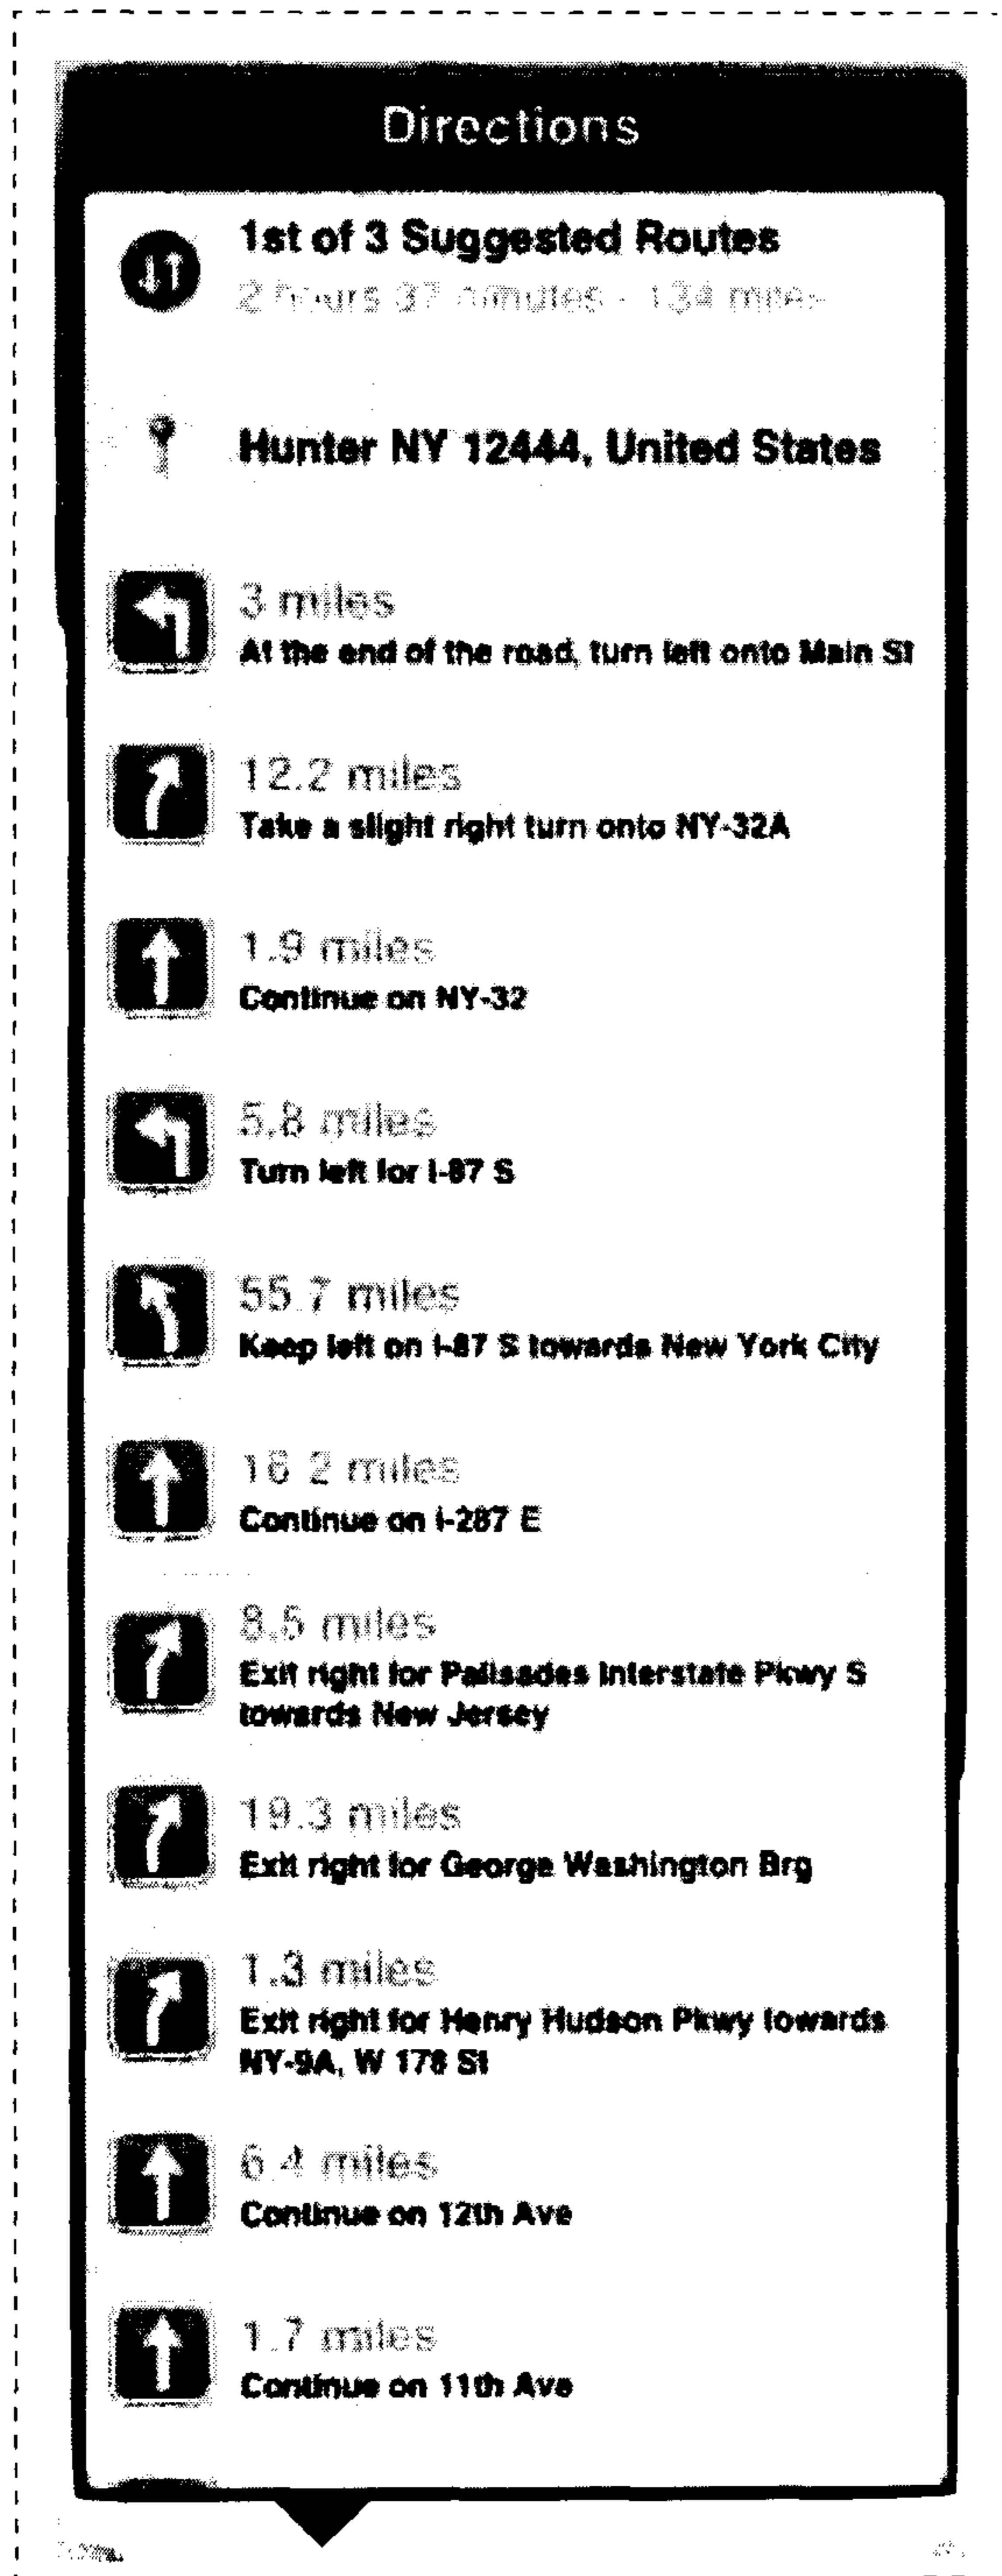 Directions
1st of 3 Suggested Routes
2 hours 37 minutes - 134 miles
Hunter NY 12444, United States
3 miles
At the end of the road, turn left onto Main St
12.2 miles
Take a slight right turn onto NY-32A
1.9 miles
Continue on NY-32
5.8 miles
Turn left for I-87 S
55.7 miles
Keep left on I-87 S towards New York City
16.2 miles
Continue on I-287 E
8.5 miles
Exit right for Palisades Interstate Pkwy S
towards New Jersey
19.3 miles
Exit right for George Washington Brg
1.3 miles
Exit right for Henry Hudson Pkwy towards
NY-9A, W 178 St
6.4 miles
Continue on 12th Ave
1.7 miles
Continue on 11th Ave